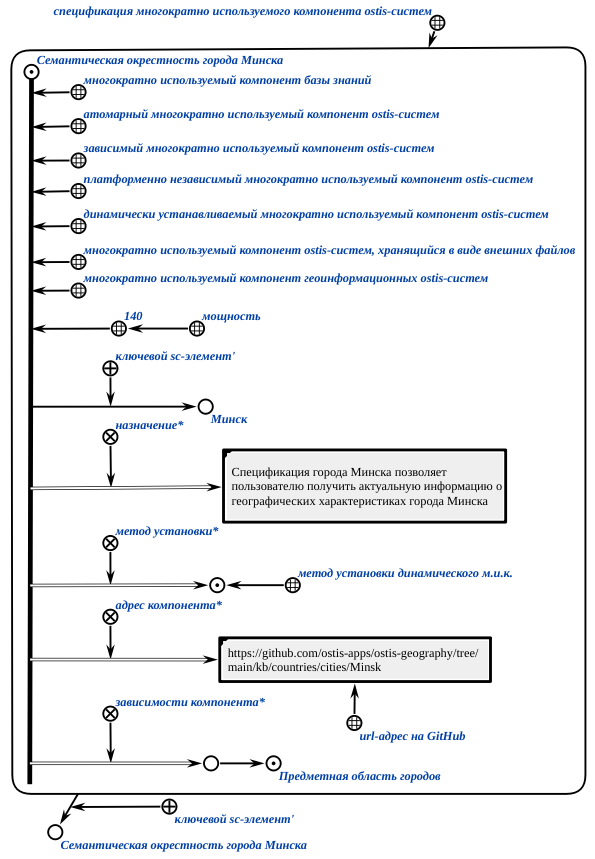 спецификация многократно используемого компонента ostis-систем
Семантическая окрестность города Минска
многократно используемый компонент базы знаний
атомарный многократно используемый компонент ostis-систем
зависимый многократно используемый компонент ostis-систем
платформенно независимый многократно используемый компонент ostis-систем
динамически устанавливаемый многократно используемый компонент ostis-систем
многократно используемый компонент ostis-систем, хранящийся в виде внешних файлов
многократно используемый компонент геоинформационных ostis-систем
140 мощность
ключевой sc-элемент'
Минск
назначение*
Спецификация города Минска позволяет
пользователю получить актуальную информацию о
географических характеристиках города Минска
метод установки*
метод установки динамического м.и.к.
адрес компонента*
https://github.com/ostis-apps/ostis-geography/tree/
main/kb/countries/cities/Minsk
зависимости компонента*
url-адрес на GitHub
Предметная область городов
ключевой sc-элемент'
Семантическая окрестность города Минска